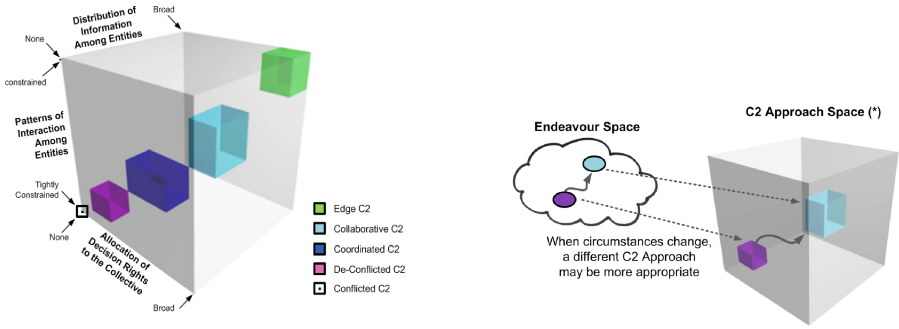 Distribution of
Information
Among Entities
Broad
None
constrained
Patterns of
Interaction
Among
Entities
Tightly
Constrained
None
Allocation of
Decision Rights
to the Collective
Broad
Edge C2
Collaborative C2
Coordinated C2
De-Conflicted C2
Conflicted C2
Endeavour Space
When circumstances change,
a different C2 Approach
may be more appropriate
C2 Approach Space (*)